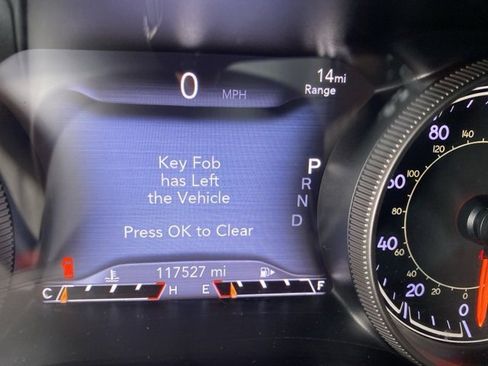 0 MPH
14mi
Range
Key Fob
has Left
the Vehicle
Press OK to Clear
P
R
N
D
117527 mi
C H E F
80
140
120
60
100
80
40
60
40
20
20
0
0